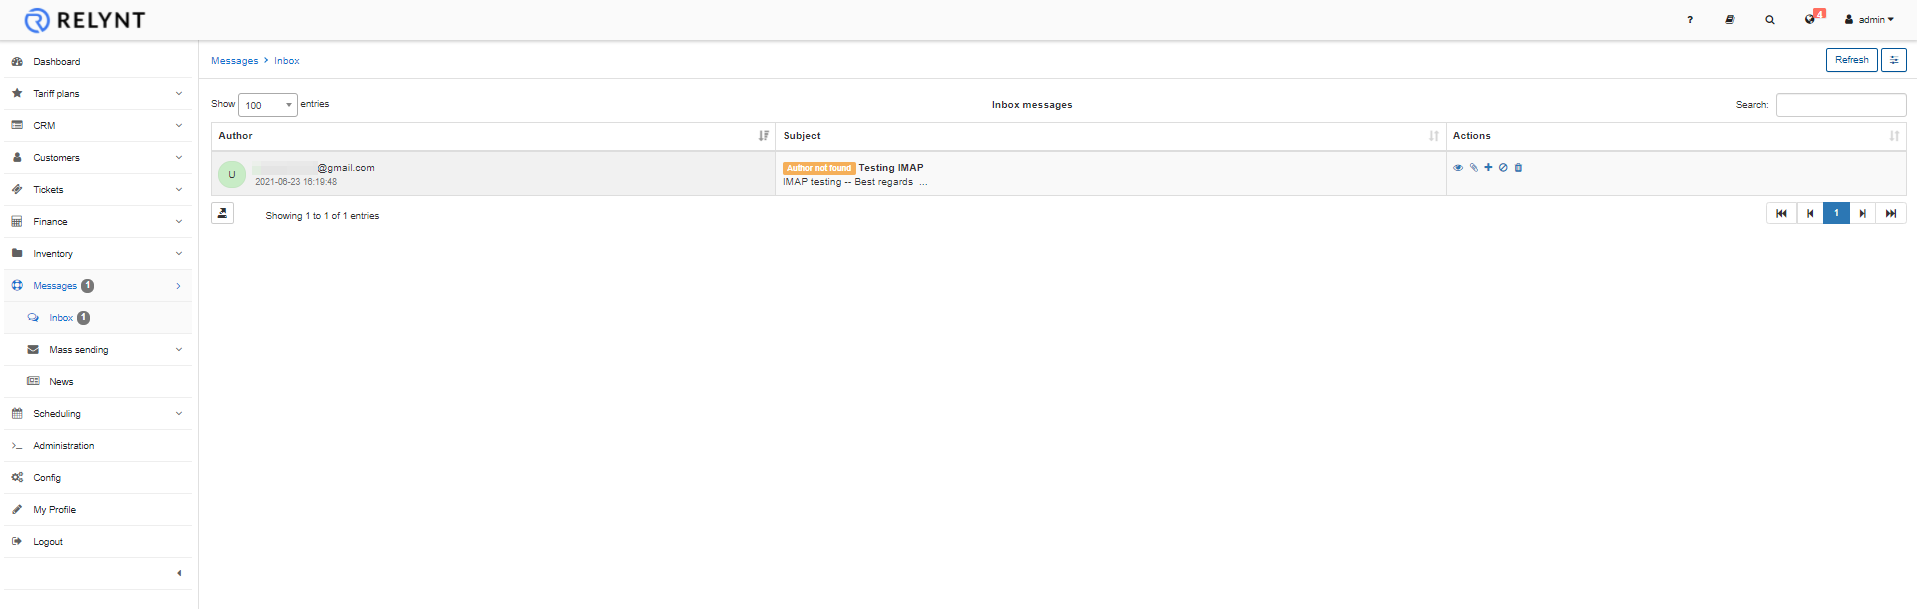 RELYNT
? 4 admin
Dashboard
Tariff plans
CRM
Customers
Tickets
Finance
Inventory
Messages 1
Inbox 1
Mass sending
News
Scheduling
Administration
Config
My Profile
Logout
Messages > Inbox
Refresh
Show 100 entries
Inbox messages
Search:
Author Subject Actions
U @gmail.com
2021-06-23 16:19:48
Author not found Testing IMAP
IMAP testing -- Best regards ...
Showing 1 to 1 of 1 entries
1